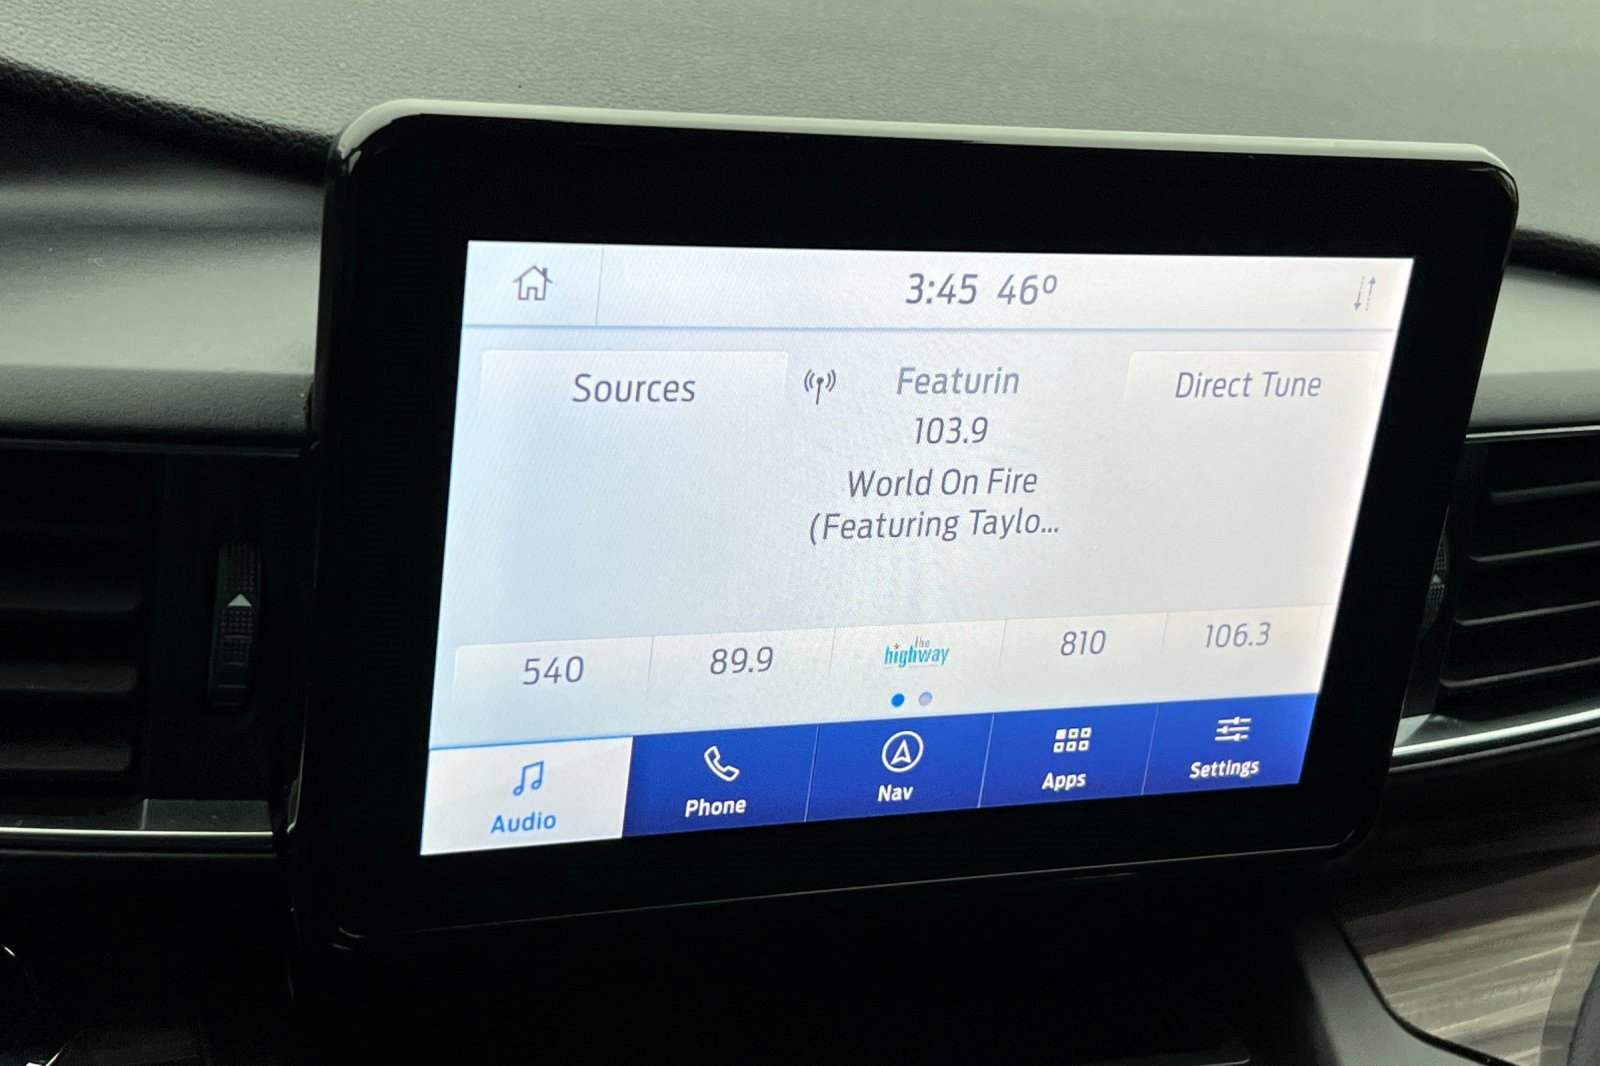 3:45 46°
Sources
Featurin
Direct Tune
103.9
World On Fire
(Featuring Taylo...
540
89.9
the highway
810
106.3
Audio
Phone
Nav
Apps
Settings